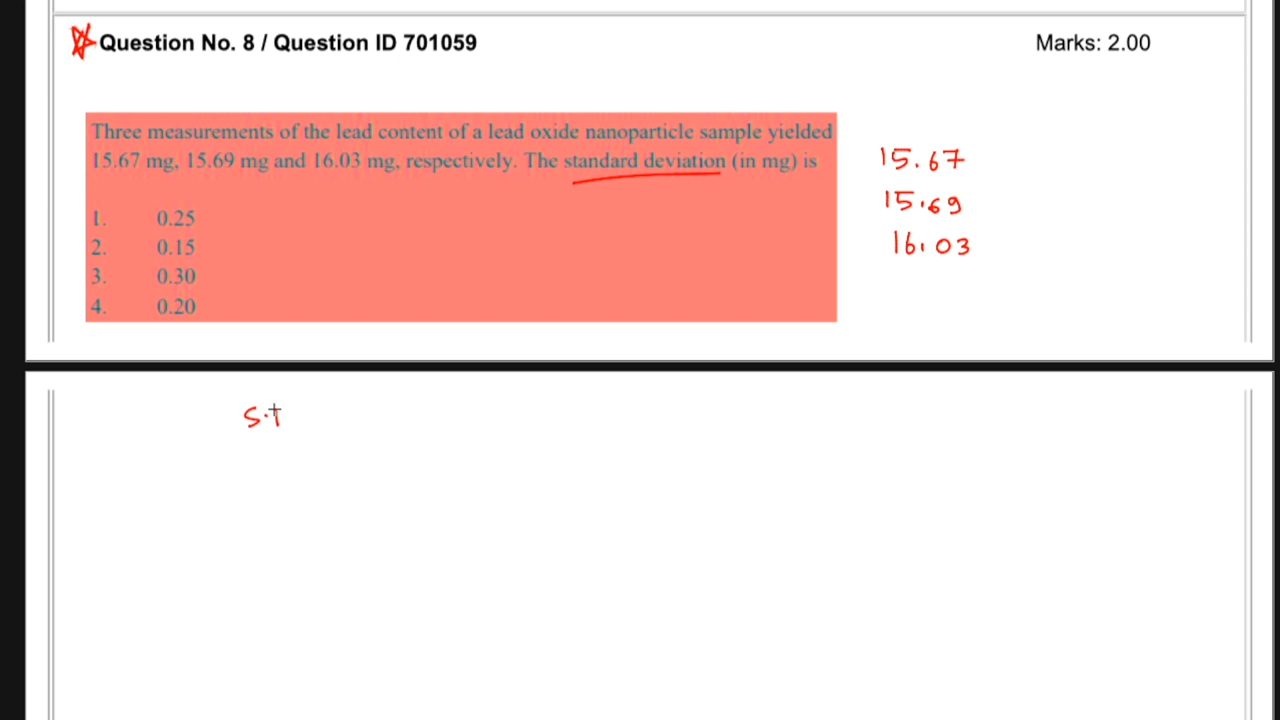 Question No. 8 / Question ID 701059 Marks: 2.00
Three measurements of the lead content of a lead oxide nanoparticle sample yielded
15.67 mg, 15.69 mg and 16.03 mg, respectively. The standard deviation (in mg) is
1. 0.25
2. 0.15
3. 0.30
4. 0.20
15.67
15.69
16.03
S.T